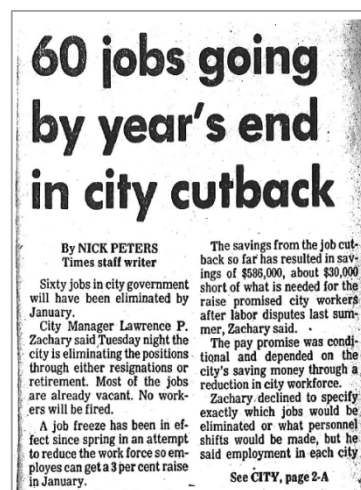 60 jobs going
by year's end
in city cutback
By NICK PETERS
Times staff writer
Sixty jobs in city government
will have been eliminated by
January.
City Manager Lawrence P.
Zachary said Tuesday night the
city is eliminating the positions
through either resignations or
retirement. Most of the jobs
are already vacant. No work-
ers will be fired.
A job freeze has been in ef-
fect since spring in an attempt
to reduce the work force so em-
ployes can get a 3 per cent raise
in January.
The savings from the job cut-
back so far has resulted in sav-
ings of $586,000, about $30,000
short of what is needed for the
raise promised city workers
after labor disputes last sum-
mer, Zachary said.
The pay promise was condi-
tional and depended on the
city's saving money through a
reduction in city workforce.
Zachary declined to specify
exactly which jobs would be
eliminated or what personnel
shifts would be made, but he
said employment in each city
See CITY, page 2-A